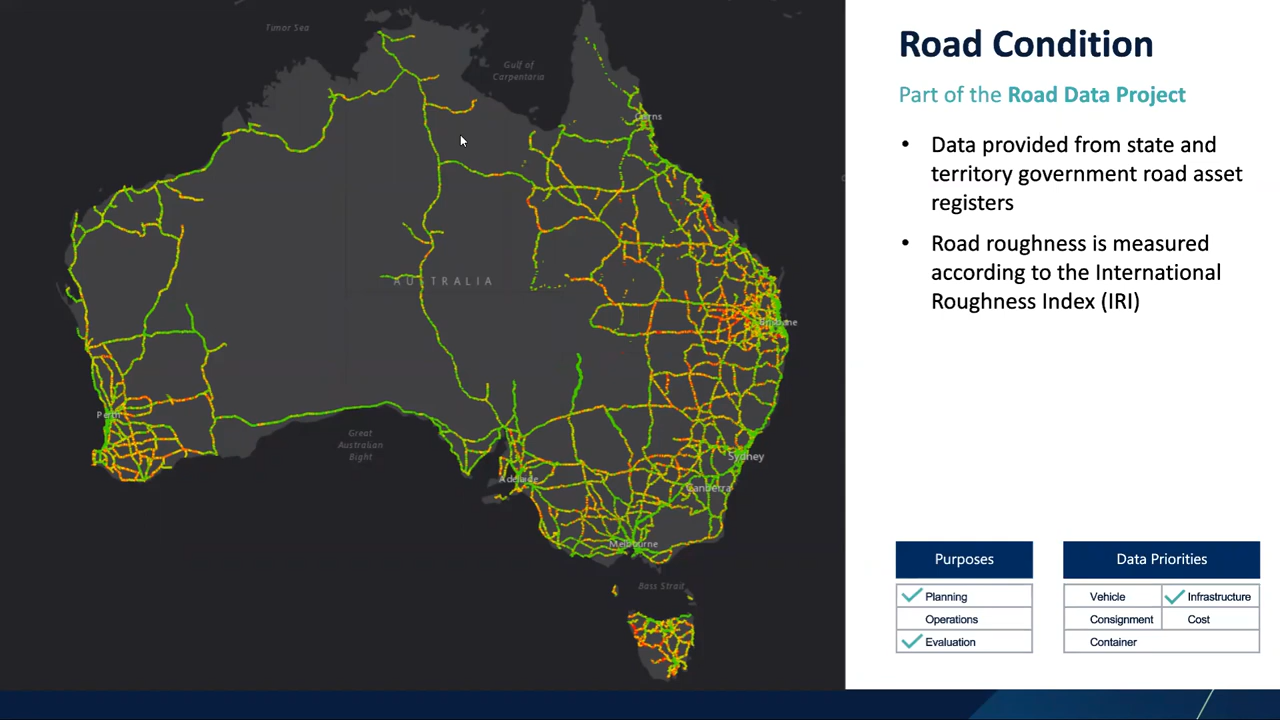 Timor Sea
Gulf of
Carpentaria
Cairns
AUSTRALIA
Brisbane
Perth
Great
Australian
Bight
Adelaide
Sydney
Canberra
Melbourne
Bass Strait
Road Condition
Part of the Road Data Project
• Data provided from state and
territory government road asset
registers
• Road roughness is measured
according to the International
Roughness Index (IRI)
Purposes
Planning
Operations
Evaluation
Data Priorities
Vehicle Infrastructure
Consignment Cost
Container